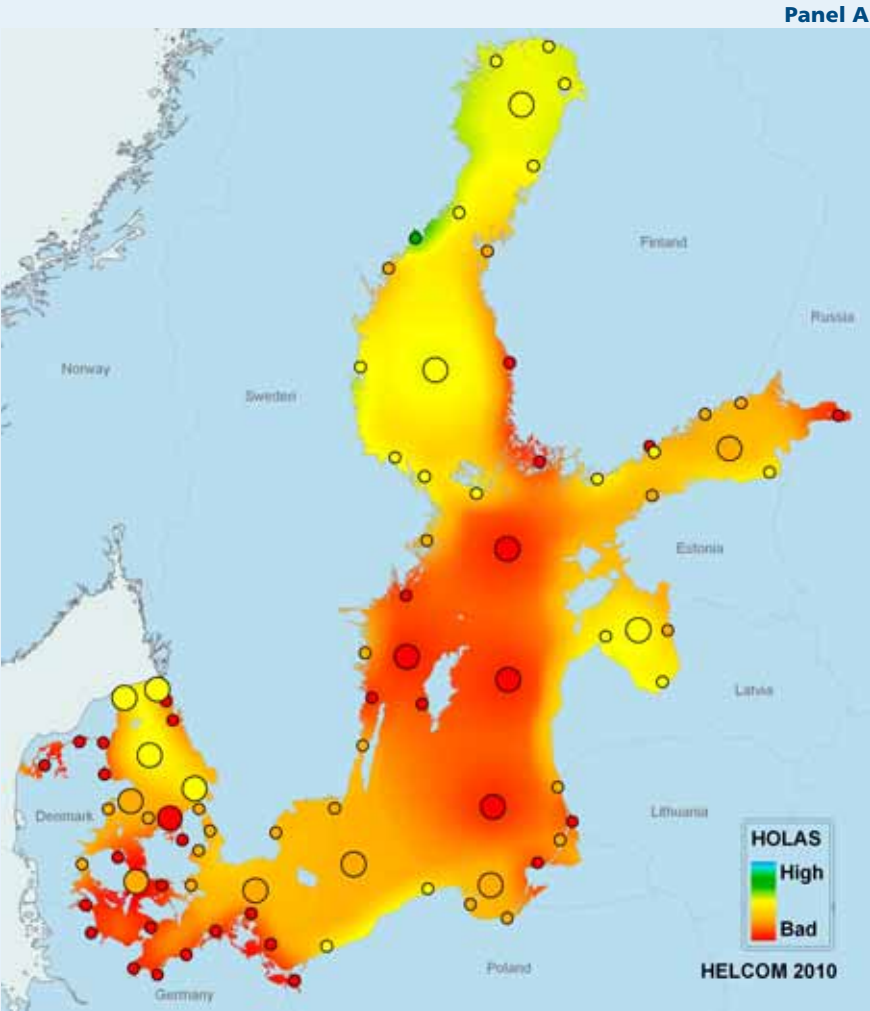 Panel A
Finland
Russia
Norway
Sweden
Estonia
Latvia
Denmark
Lithuania
HOLAS
High
Bad
HELCOM 2010
Poland
Germany